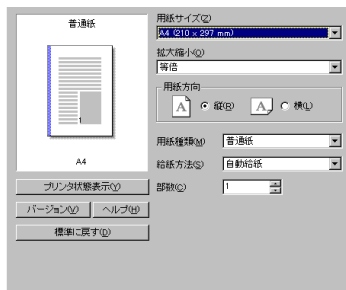 普通紙
A4
プリンタ状態表示(Y)
バージョン(V)
ヘルプ(H)
標準に戻す(D)
用紙サイズ(Z)
A4 (210 x 297 mm)
拡大縮小(O)
等倍
用紙方向
A 縦(R) A 横(L)
用紙種類(M) 普通紙
給紙方法(S) 自動給紙
部数(C) 1